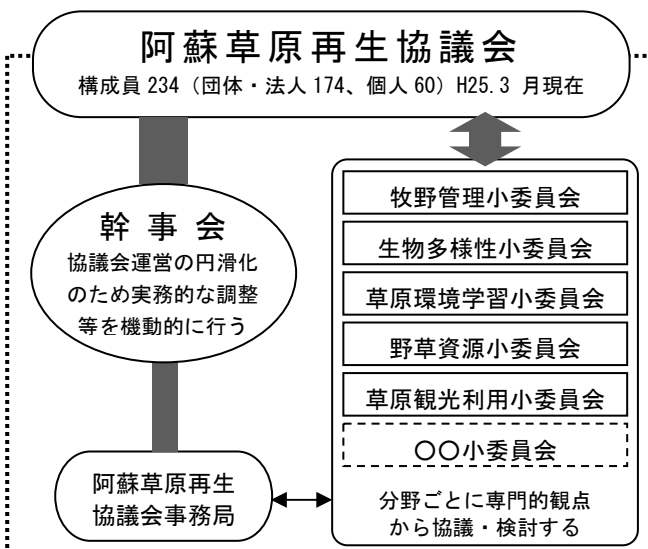 阿蘇草原再生協議会
構成員 234（団体・法人 174、個人 60）H25.3 月現在
幹 事 会
協議会運営の円滑化
のため実務的な調整
等を機動的に行う
阿蘇草原再生
協議会事務局
牧野管理小委員会
生物多様性小委員会
草原環境学習小委員会
野草資源小委員会
草原観光利用小委員会
〇〇小委員会
分野ごとに専門的観点
から協議・検討する